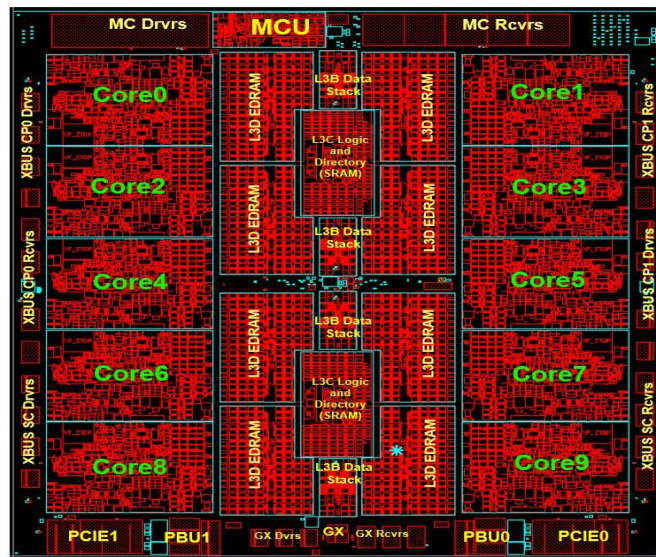 MC Drvrs
MCU
MC Rcvrs
XBUS CP0 Drvrs
Core0
L3D EDRAM
L3B Data
Stack
L3D EDRAM
Core1
XBUS CP1 Rcvrs
L3C Logic
and
Directory
(SRAM)
Core2
L3D EDRAM
L3D EDRAM
Core3
XBUS CP0 Rcvrs
L3B Data
Stack
XBUS CP1 Drvrs
Core4
Core5
L3D EDRAM
L3B Data
Stack
L3D EDRAM
Core6
L3C Logic
and
Directory
(SRAM)
Core7
XBUS SC Drvrs
L3D EDRAM
L3D EDRAM
XBUS SC Rcvrs
Core8
L3B Data
Stack
Core9
PCIE1
PBU1
GX Dvrs
GX
GX Rcvrs
PBU0
PCIE0